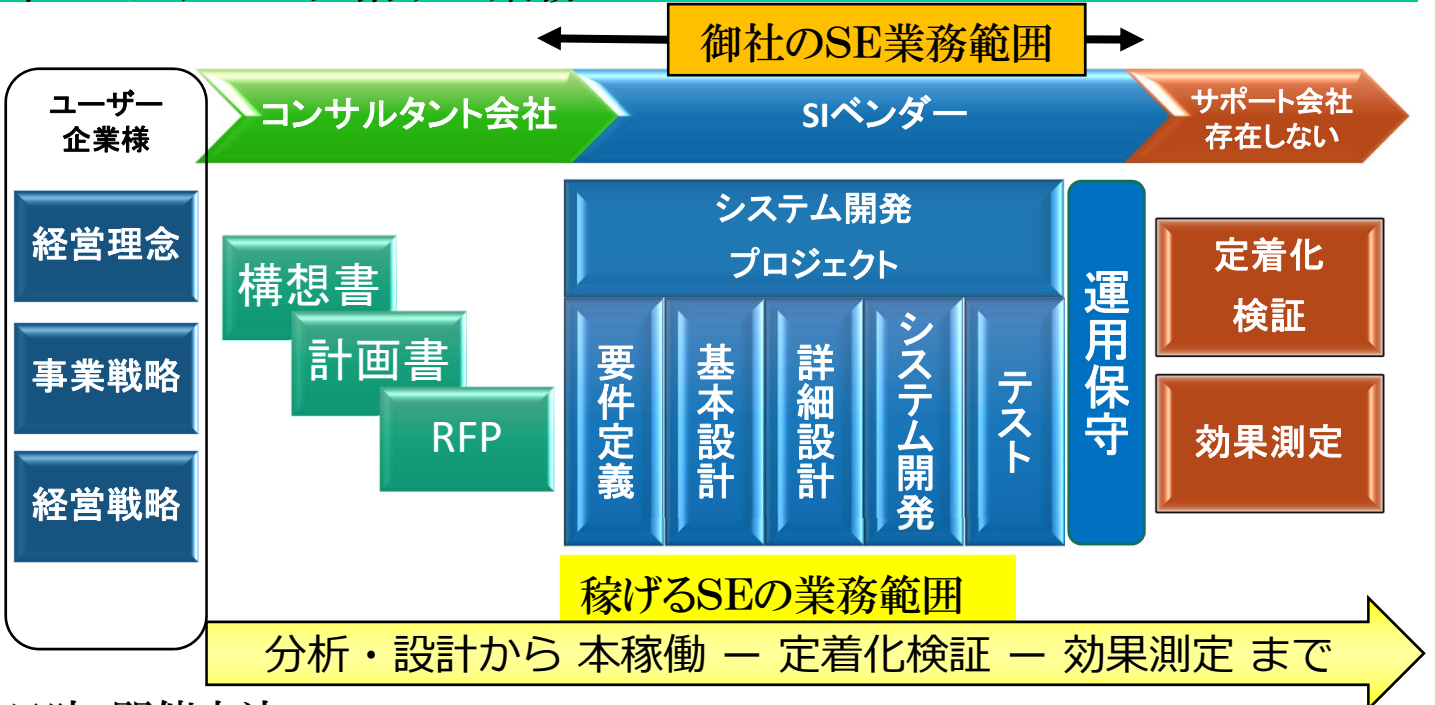 御社のSE業務範囲
ユーザー
企業様
コンサルタント会社
SIベンダー
サポート会社
存在しない
経営理念
事業戦略
経営戦略
構想書
計画書
RFP
システム開発
プロジェクト
要件定義
基本設計
詳細設計
システム開発
テスト
運用保守
定着化
検証
効果測定
稼げるSEの業務範囲
分析・設計から 本稼働 ー 定着化検証 ー 効果測定 まで